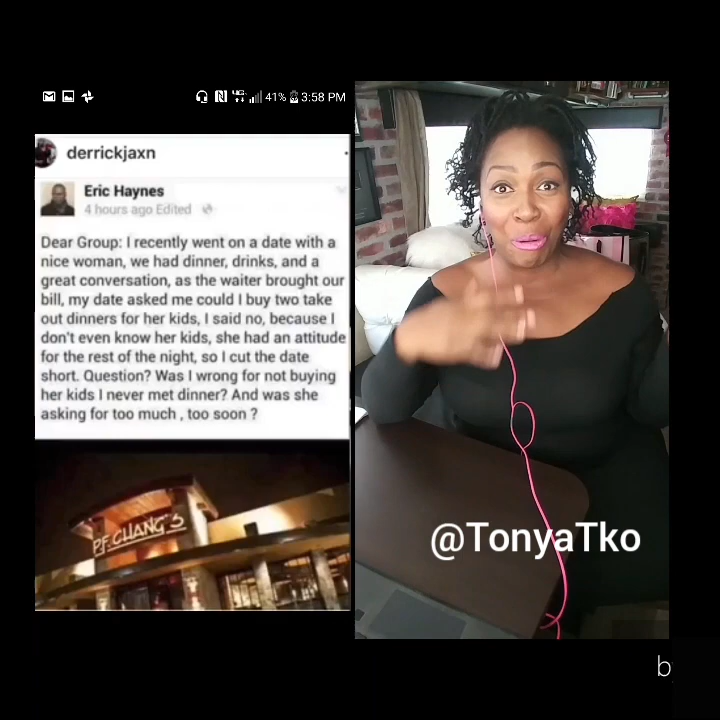 41% 3:58 PM
derrickjaxn
Eric Haynes
4 hours ago Edited
Dear Group: I recently went on a date with a
nice woman, we had dinner, drinks, and a
great conversation, as the waiter brought our
bill, my date asked me could I buy two take
out dinners for her kids, I said no, because I
don't even know her kids, she had an attitude
for the rest of the night, so I cut the date
short. Question? Was I wrong for not buying
her kids I never met dinner? And was she
asking for too much , too soon ?
P.F. CHANG'S
@TonyaTko